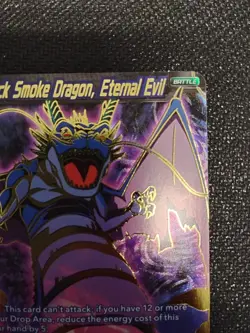 ck Smoke Dragon, Eternal Evil
BATTLE
This card can't attack, if you have 12 or more
ur Drop Area, reduce the energy cost of this
r hand by 5.